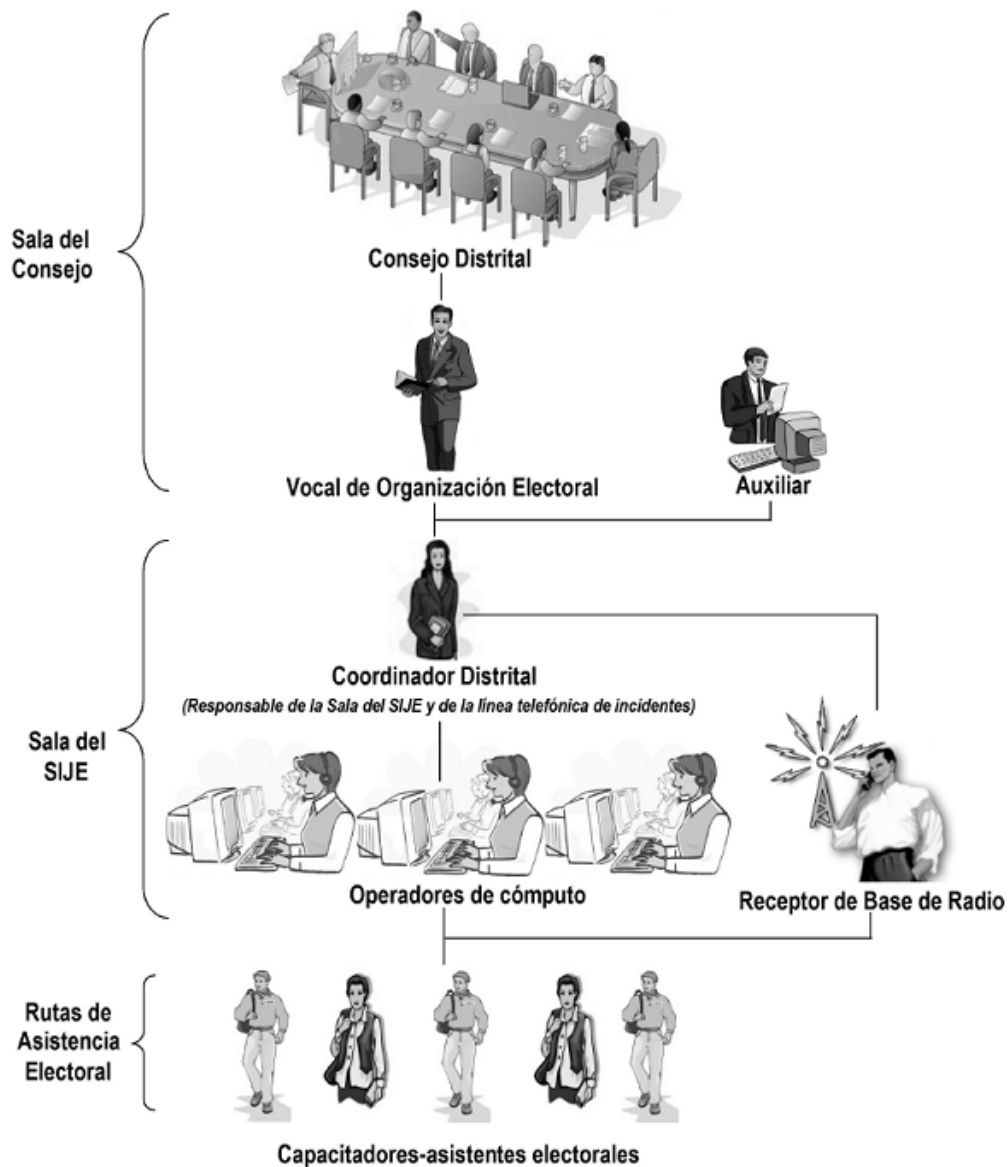 Consejo Distrital
Sala del
Consejo
Vocal de Organización Electoral
Auxiliar
Coordinador Distrital
(Responsable de la Sala del SIJE y de la línea telefónica de incidentes)
Sala del
SIJE
Operadores de cómputo
Receptor de Base de Radio
Rutas de
Asistencia
Electoral
Capacitadores-asistentes electorales